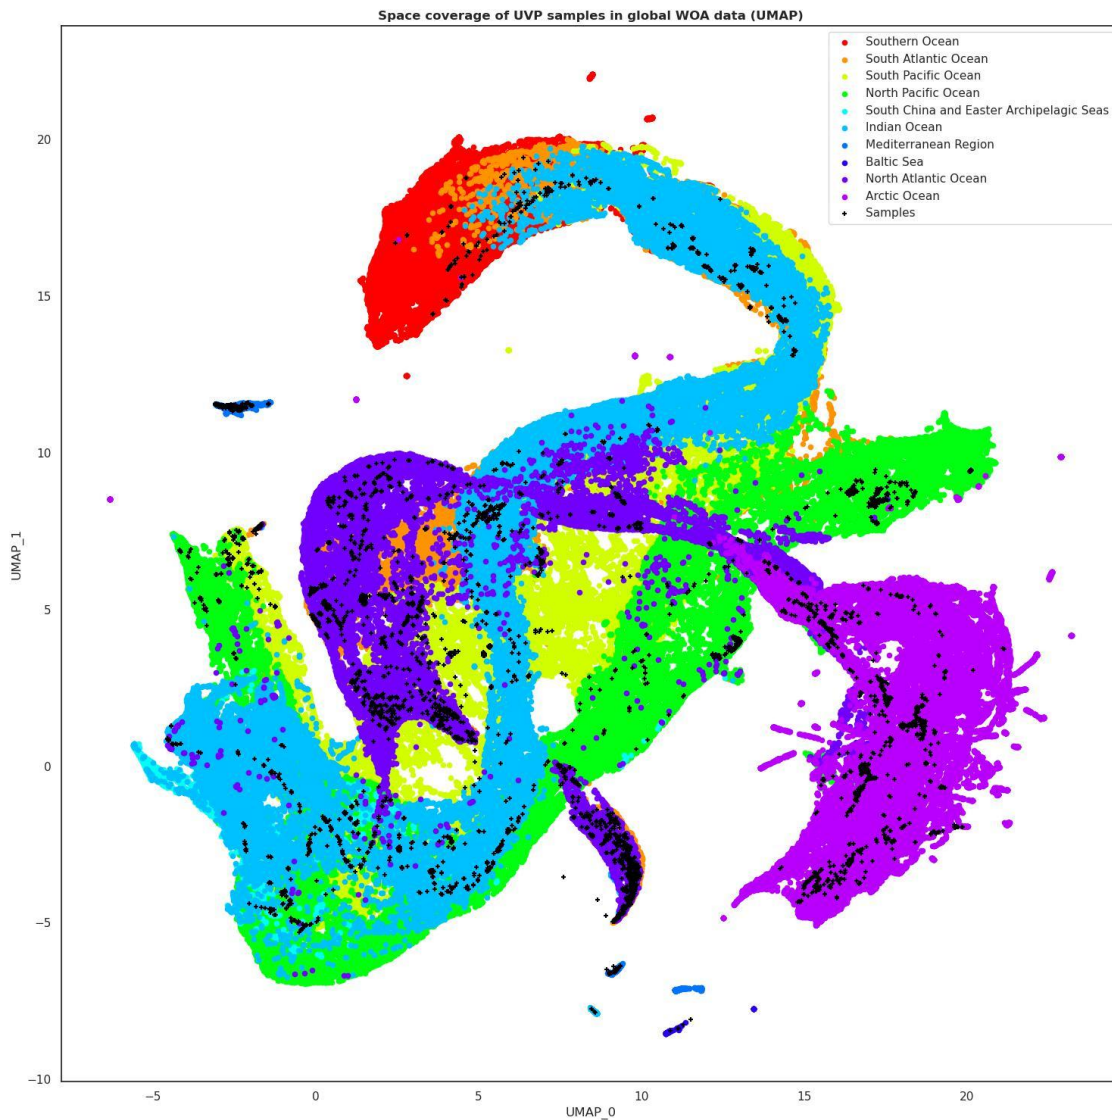 Space coverage of UVP samples in global WOA data (UMAP)
Southern Ocean
South Atlantic Ocean
South Pacific Ocean
North Pacific Ocean
South China and Easter Archipelagic Seas
Indian Ocean
Mediterranean Region
Baltic Sea
North Atlantic Ocean
Arctic Ocean
Samples
20
15
10
5
0
−5
−10
UMAP_1
−5
0
5
10
15
20
UMAP_0